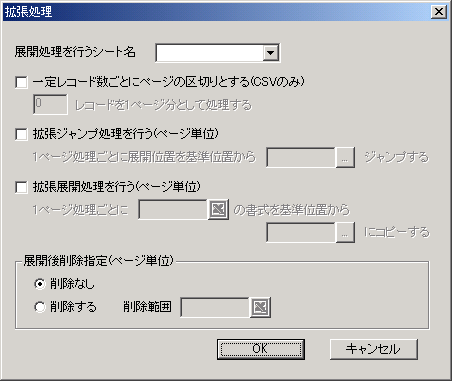 拡張処理
展開処理を行うシート名
一定レコード数ごとにページの区切りとする(CSVのみ)
0 レコードを1ページ分として処理する
拡張ジャンプ処理を行う(ページ単位)
1ページ処理ごとに展開位置を基準位置から ... ジャンプする
拡張展開処理を行う(ページ単位)
1ページ処理ごとに の書式を基準位置から
... にコピーする
展開後削除指定(ページ単位)
削除なし
削除する 削除範囲
OK キャンセル